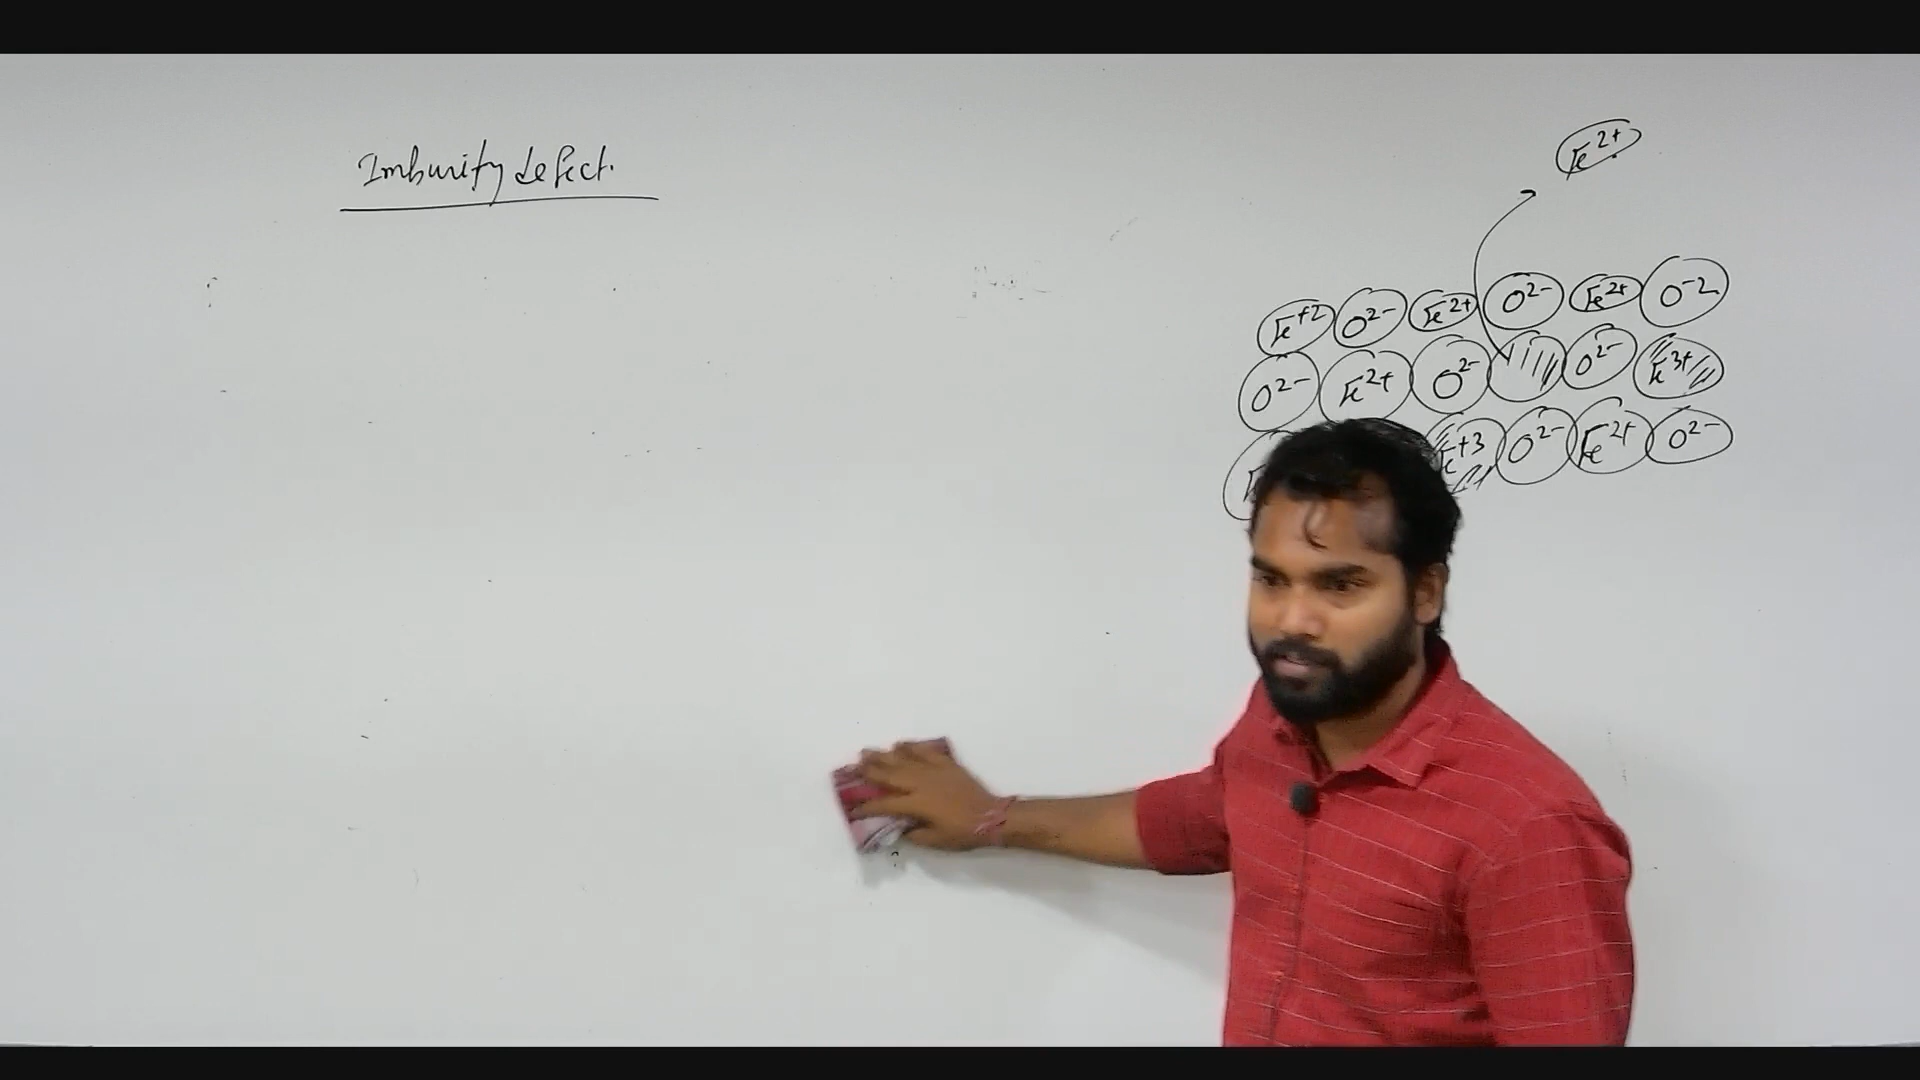 Imburity defect.
Fe2+
Fe+2 O2- Fe2+ O2- Fe2+ O-2
O2- Fe2+ O2- O2- Fe3+
Fe+3 O2- Fe2+ O2-